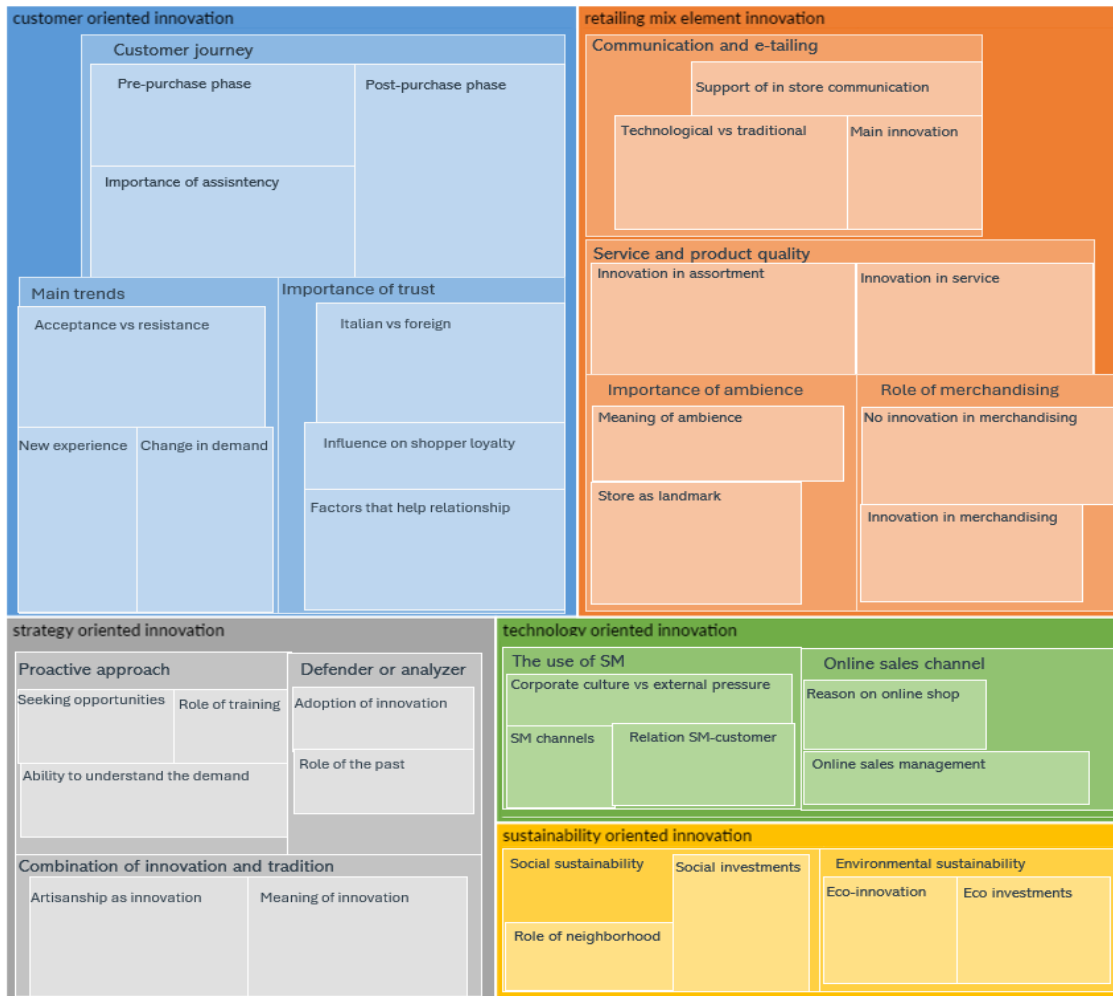 customer oriented innovation
Customer journey
Pre-purchase phase
Post-purchase phase
Importance of assisntency
Main trends
Acceptance vs resistance
New experience
Change in demand
Importance of trust
Italian vs foreign
Influence on shopper loyalty
Factors that help relationship
retailing mix element innovation
Communication and e-tailing
Support of in store communication
Technological vs traditional
Main innovation
Service and product quality
Innovation in assortment
Innovation in service
Importance of ambience
Meaning of ambience
Store as landmark
Role of merchandising
No innovation in merchandising
Innovation in merchandising
strategy oriented innovation
Proactive approach
Seeking opportunities
Role of training
Ability to understand the demand
Defender or analyzer
Adoption of innovation
Role of the past
Combination of innovation and tradition
Artisanship as innovation
Meaning of innovation
technology oriented innovation
The use of SM
Corporate culture vs external pressure
SM channels
Relation SM-customer
Online sales channel
Reason on online shop
Online sales management
sustainability oriented innovation
Social sustainability
Social investments
Role of neighborhood
Environmental sustainability
Eco-innovation
Eco investments